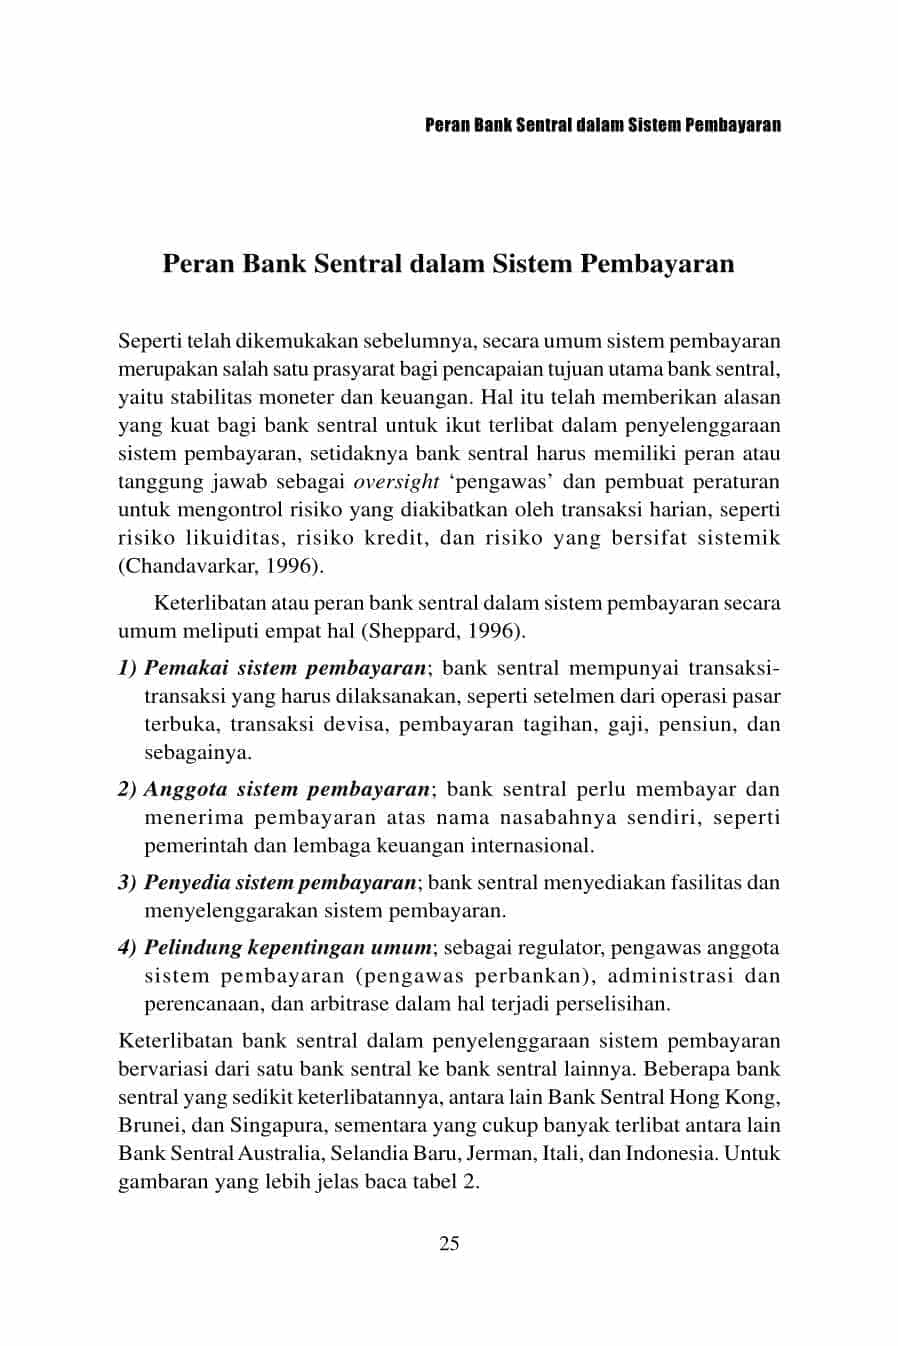 Peran Bank Sentral dalam Sistem Pembayaran
Peran Bank Sentral dalam Sistem Pembayaran
Seperti telah dikemukakan sebelumnya, secara umum sistem pembayaran
merupakan salah satu prasyarat bagi pencapaian tujuan utama bank sentral,
yaitu stabilitas moneter dan keuangan. Hal itu telah memberikan alasan
yang kuat bagi bank sentral untuk ikut terlibat dalam penyelenggaraan
sistem pembayaran, setidaknya bank sentral harus memiliki peran atau
tanggung jawab sebagai oversight ‘pengawas’ dan pembuat peraturan
untuk mengontrol risiko yang diakibatkan oleh transaksi harian, seperti
risiko likuiditas, risiko kredit, dan risiko yang bersifat sistemik
(Chandavarkar, 1996).
Keterlibatan atau peran bank sentral dalam sistem pembayaran secara
umum meliputi empat hal (Sheppard, 1996).
1) Pemakai sistem pembayaran; bank sentral mempunyai transaksi-
transaksi yang harus dilaksanakan, seperti setelmen dari operasi pasar
terbuka, transaksi devisa, pembayaran tagihan, gaji, pensiun, dan
sebagainya.
2) Anggota sistem pembayaran; bank sentral perlu membayar dan
menerima pembayaran atas nama nasabahnya sendiri, seperti
pemerintah dan lembaga keuangan internasional.
3) Penyedia sistem pembayaran; bank sentral menyediakan fasilitas dan
menyelenggarakan sistem pembayaran.
4) Pelindung kepentingan umum; sebagai regulator, pengawas anggota
sistem pembayaran (pengawas perbankan), administrasi dan
perencanaan, dan arbitrase dalam hal terjadi perselisihan.
Keterlibatan bank sentral dalam penyelenggaraan sistem pembayaran
bervariasi dari satu bank sentral ke bank sentral lainnya. Beberapa bank
sentral yang sedikit keterlibatannya, antara lain Bank Sentral Hong Kong,
Brunei, dan Singapura, sementara yang cukup banyak terlibat antara lain
Bank Sentral Australia, Selandia Baru, Jerman, Itali, dan Indonesia. Untuk
gambaran yang lebih jelas baca tabel 2.
25